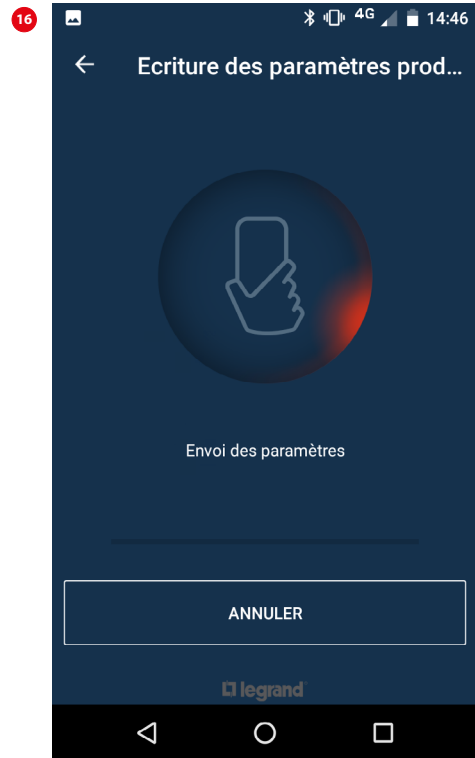 16
4G 14:46
Ecriture des paramètres prod...
Envoi des paramètres
ANNULER
legrand